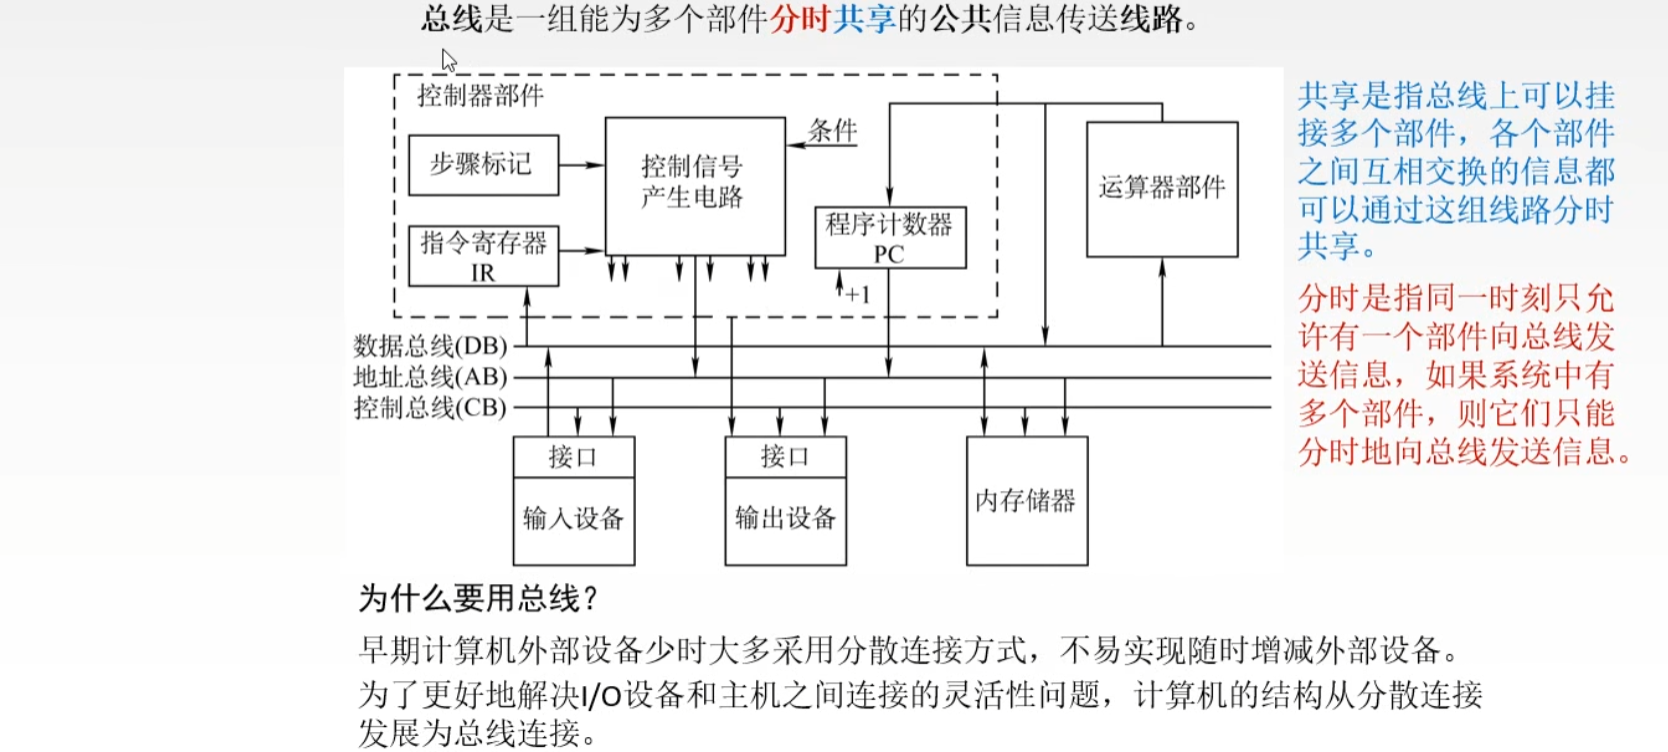 总线是一组能为多个部件分时共享的公共信息传送线路。
控制器部件
步骤标记
控制信号
产生电路
条件
指令寄存器
IR
程序计数器
PC
+1
运算器部件
数据总线(DB)
地址总线(AB)
控制总线(CB)
接口
输入设备
接口
输出设备
内存储器
共享是指总线上可以挂
接多个部件，各个部件
之间互相交换的信息都
可以通过这组线路分时
共享。
分时是指同一时刻只允
许有一个部件向总线发
送信息，如果系统中有
多个部件，则它们只能
分时地向总线发送信息。
为什么要用总线？
早期计算机外部设备少时大多采用分散连接方式，不易实现随时增减外部设备。
为了更好地解决I/O设备和主机之间连接的灵活性问题，计算机的结构从分散连接
发展为总线连接。